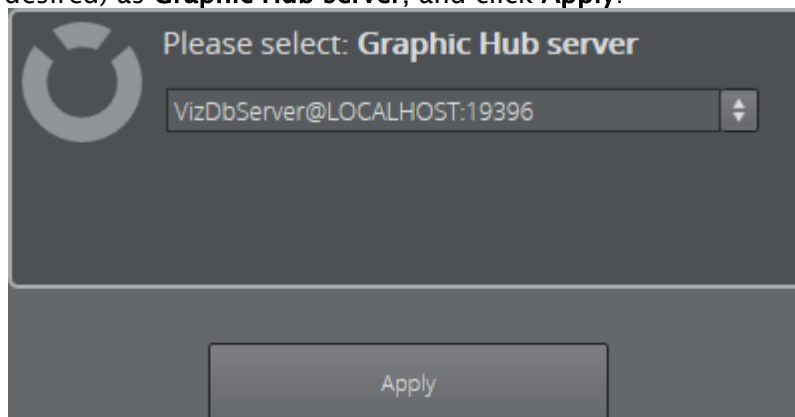 desired) as Graphic Hub server, and click Apply.
Please select: Graphic Hub server
VizDbServer@LOCALHOST:19396
Apply